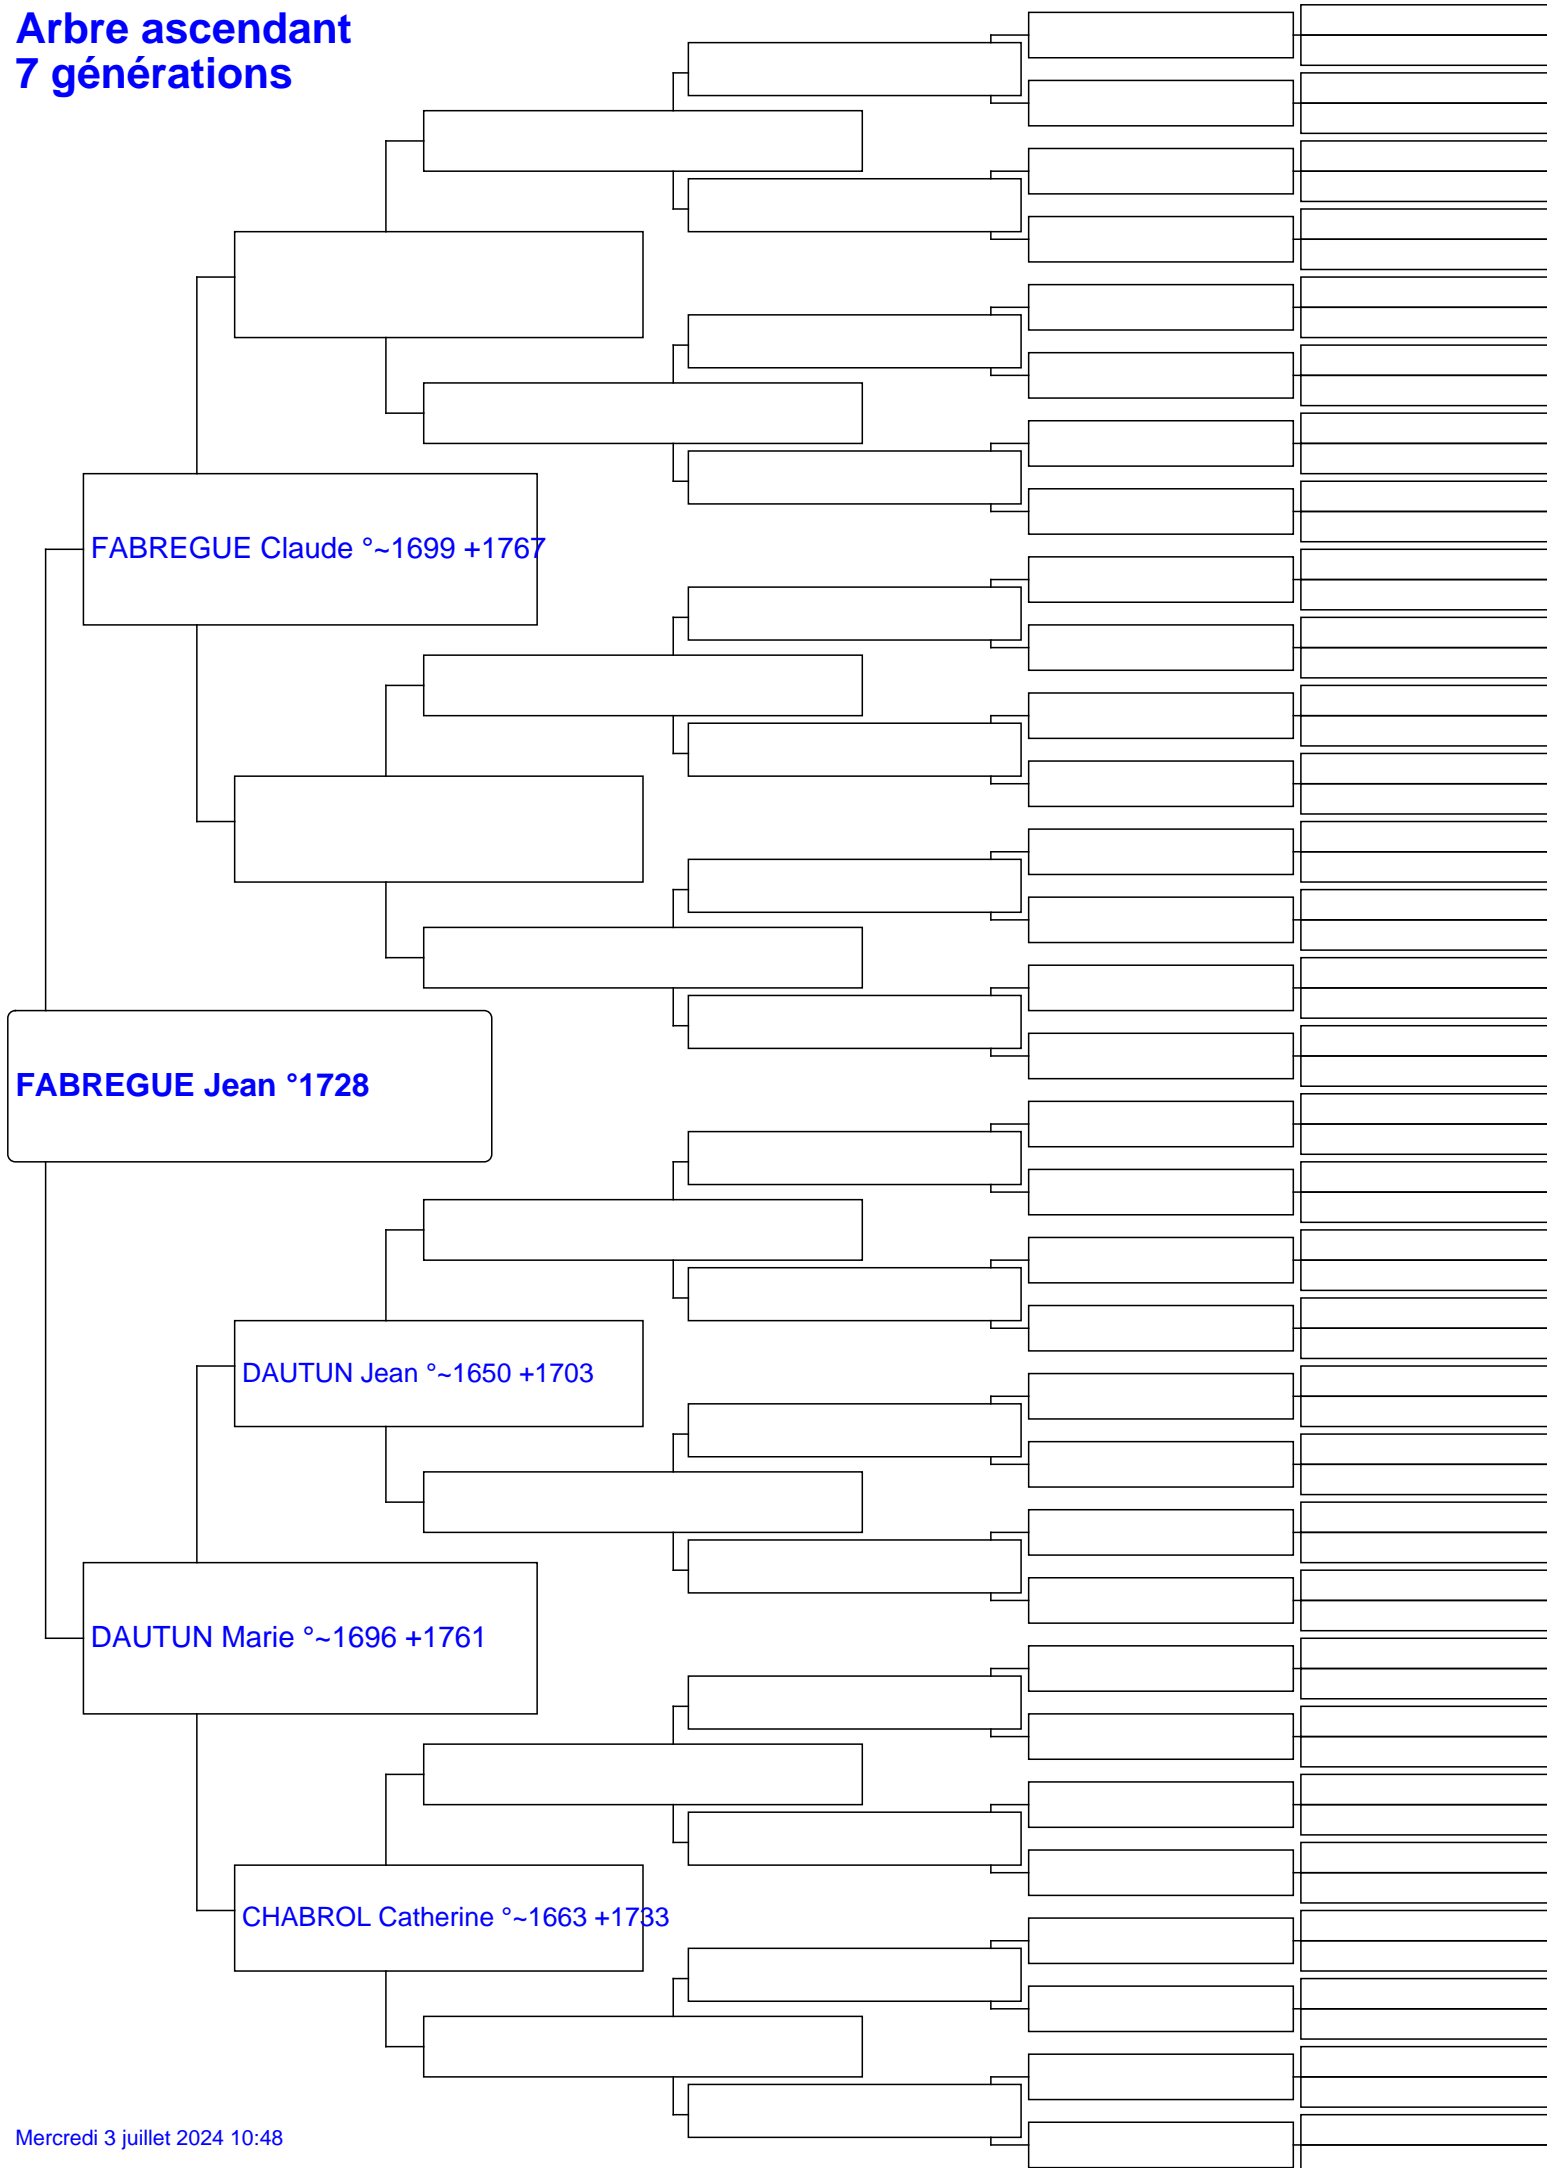 Arbre ascendant
7 générations
FABREGUE Claude °~1699 +1767
FABREGUE Jean °1728
DAUTUN Jean °~1650 +1703
DAUTUN Marie °~1696 +1761
CHABROL Catherine °~1663 +1733
Mercredi 3 juillet 2024 10:48